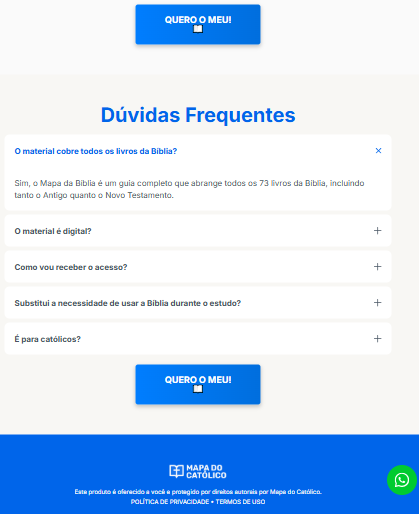 QUERO O MEU!
Dúvidas Frequentes
O material cobre todos os livros da Bíblia?
Sim, o Mapa da Bíblia é um guia completo que abrange todos os 73 livros da Bíblia, incluindo
tanto o Antigo quanto o Novo Testamento.
O material é digital?
Como vou receber o acesso?
Substitui a necessidade de usar a Bíblia durante o estudo?
É para católicos?
QUERO O MEU!
MAPA DO
CATÓLICO
Este produto é oferecido a você e protegido por direitos autorais por Mapa do Católico.
POLÍTICA DE PRIVACIDADE • TERMOS DE USO